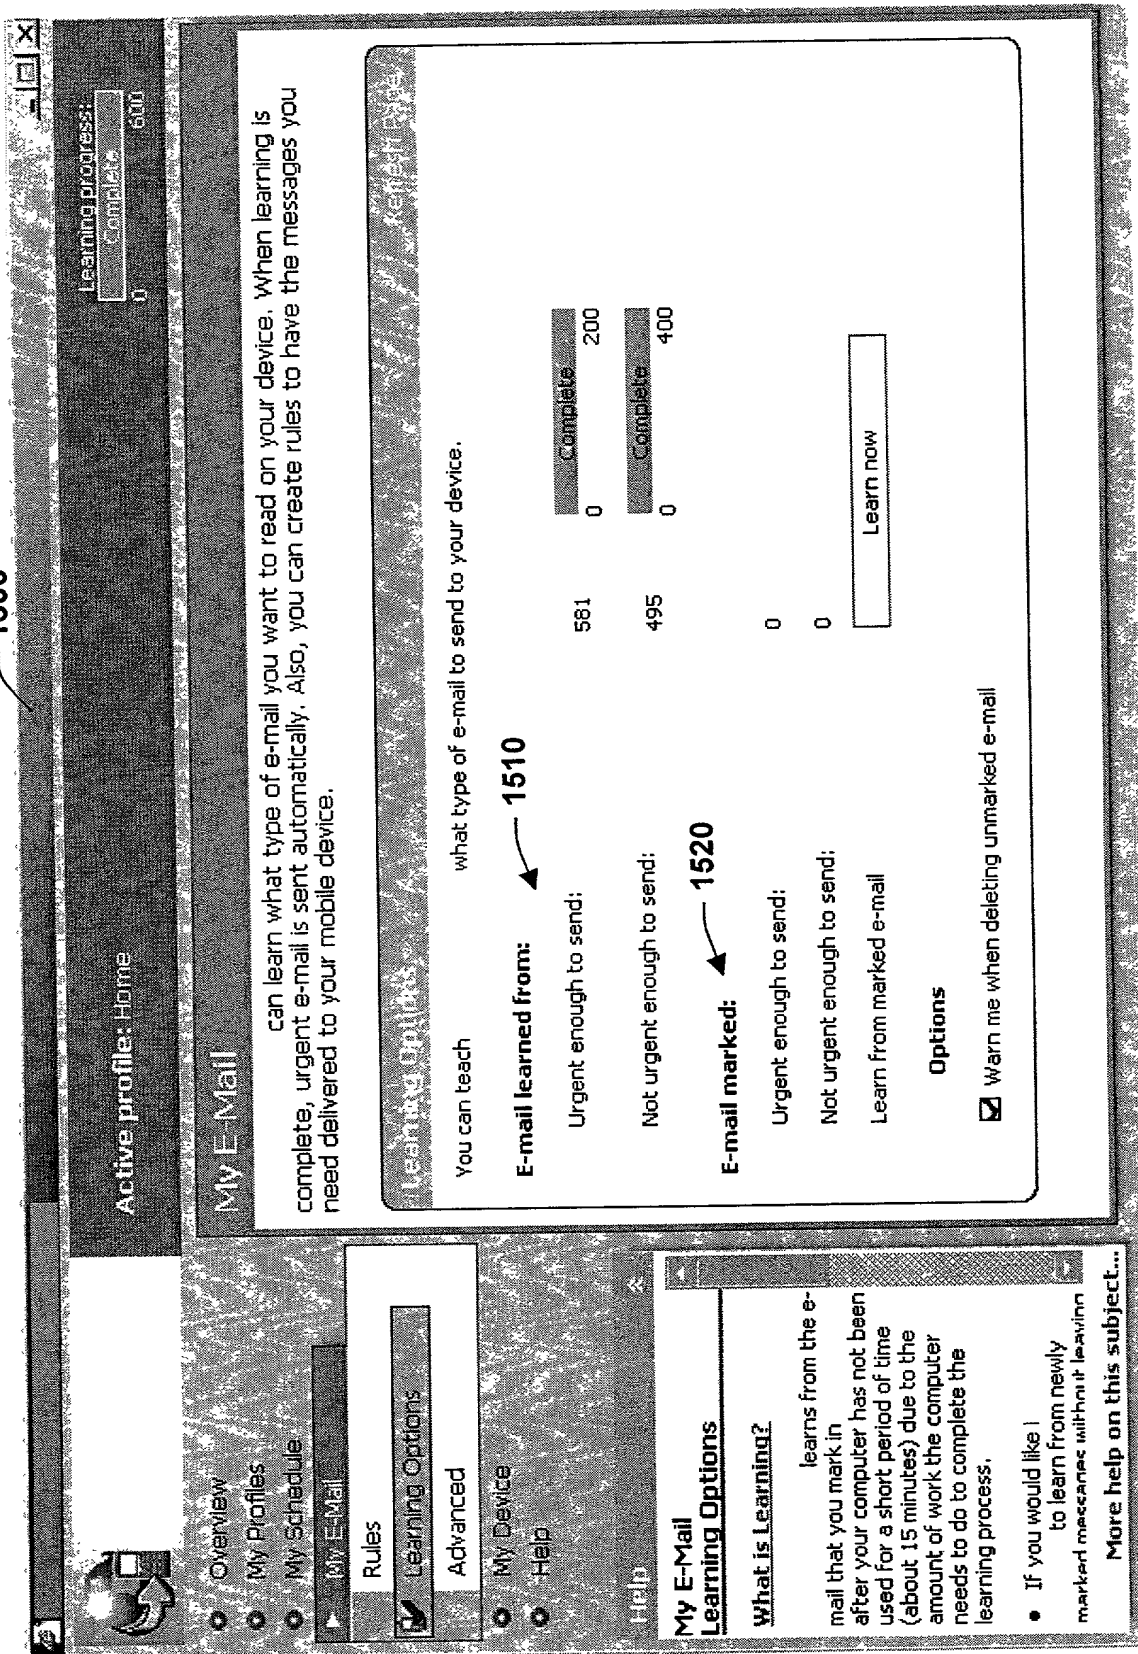 Learning progress:
Complete
0 600
Active profile: Home
Overview
My Profiles
My Schedule
My E-Mail
Rules
Learning Options
Advanced
My Device
Help
Help
My E-Mail
Learning Options
What is Learning?
learns from the e-
mail that you mark in
after your computer has not been
used for a short period of time
(about 15 minutes) due to the
amount of work the computer
needs to do to complete the
learning process.
• If you would like
to learn from newly
marked messages without leaving
More help on this subject...
My E-Mail
can learn what type of e-mail you want to read on your device. When learning is
complete, urgent e-mail is sent automatically. Also, you can create rules to have the messages you
need delivered to your mobile device.
Learning Options
Refresh Page
You can teach what type of e-mail to send to your device.
E-mail learned from: 1510
Urgent enough to send: 581 Complete
0 200
Not urgent enough to send: 495 Complete
0 400
E-mail marked: 1520
Urgent enough to send: 0
Not urgent enough to send: 0
Learn from marked e-mail Learn now
Options
Warn me when deleting unmarked e-mail